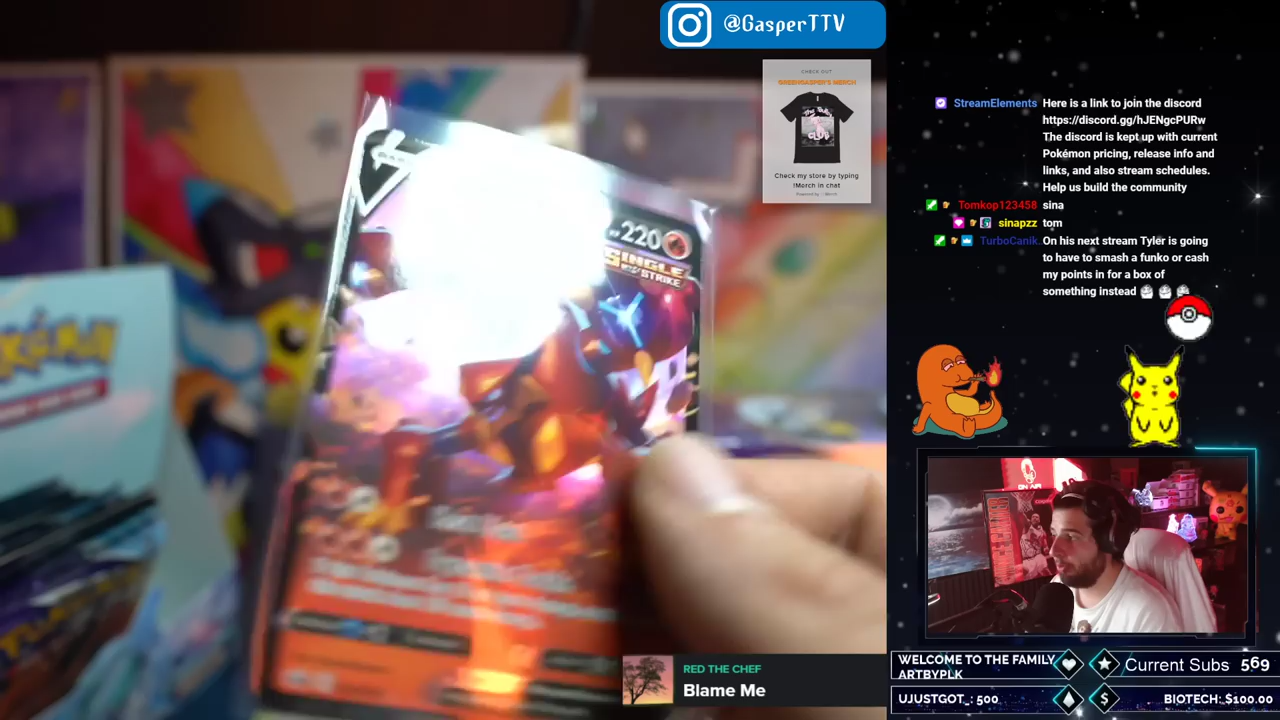 @GasperTTV
CHECK OUT
GREENGASPER'S MERCH
CLUB
Check my store by typing
!Merch in chat
220
SINGLE
STRIKE
StreamElements Here is a link to join the discord
https://discord.gg/hJENgcPURw
The discord is kept up with current
Pokémon pricing, release info and
links, and also stream schedules.
Help us build the community
Tomkop123458 sina
sinapzz tom
TurboCanik On his next stream Tyler is going
to have to smash a funko or cash
my points in for a box of
something instead
ON AIR
RED THE CHEF
Blame Me
WELCOME TO THE FAMILY
ARTBYPLK
Current Subs 569
UJUSTGOT_: 500
BIOTECH: $100.00